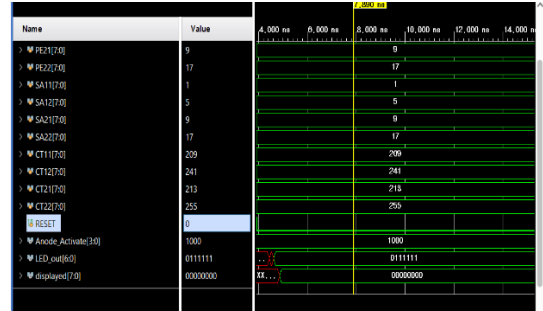 7,890 ns
Name Value 4,000 ns 6,000 ns 8,000 ns 10,000 ns 12,000 ns 14,000 n
PE21[7:0] 9 9
PE22[7:0] 17 17
SA11[7:0] 1 1
SA12[7:0] 5 5
SA21[7:0] 9 9
SA22[7:0] 17 17
CT11[7:0] 209 209
CT12[7:0] 241 241
CT21[7:0] 213 213
CT22[7:0] 255 255
RESET 0
Anode_Activate[3:0] 1000 1000
LED_out[6:0] 0111111 .. 0111111
displayed[7:0] 00000000 XX... 00000000